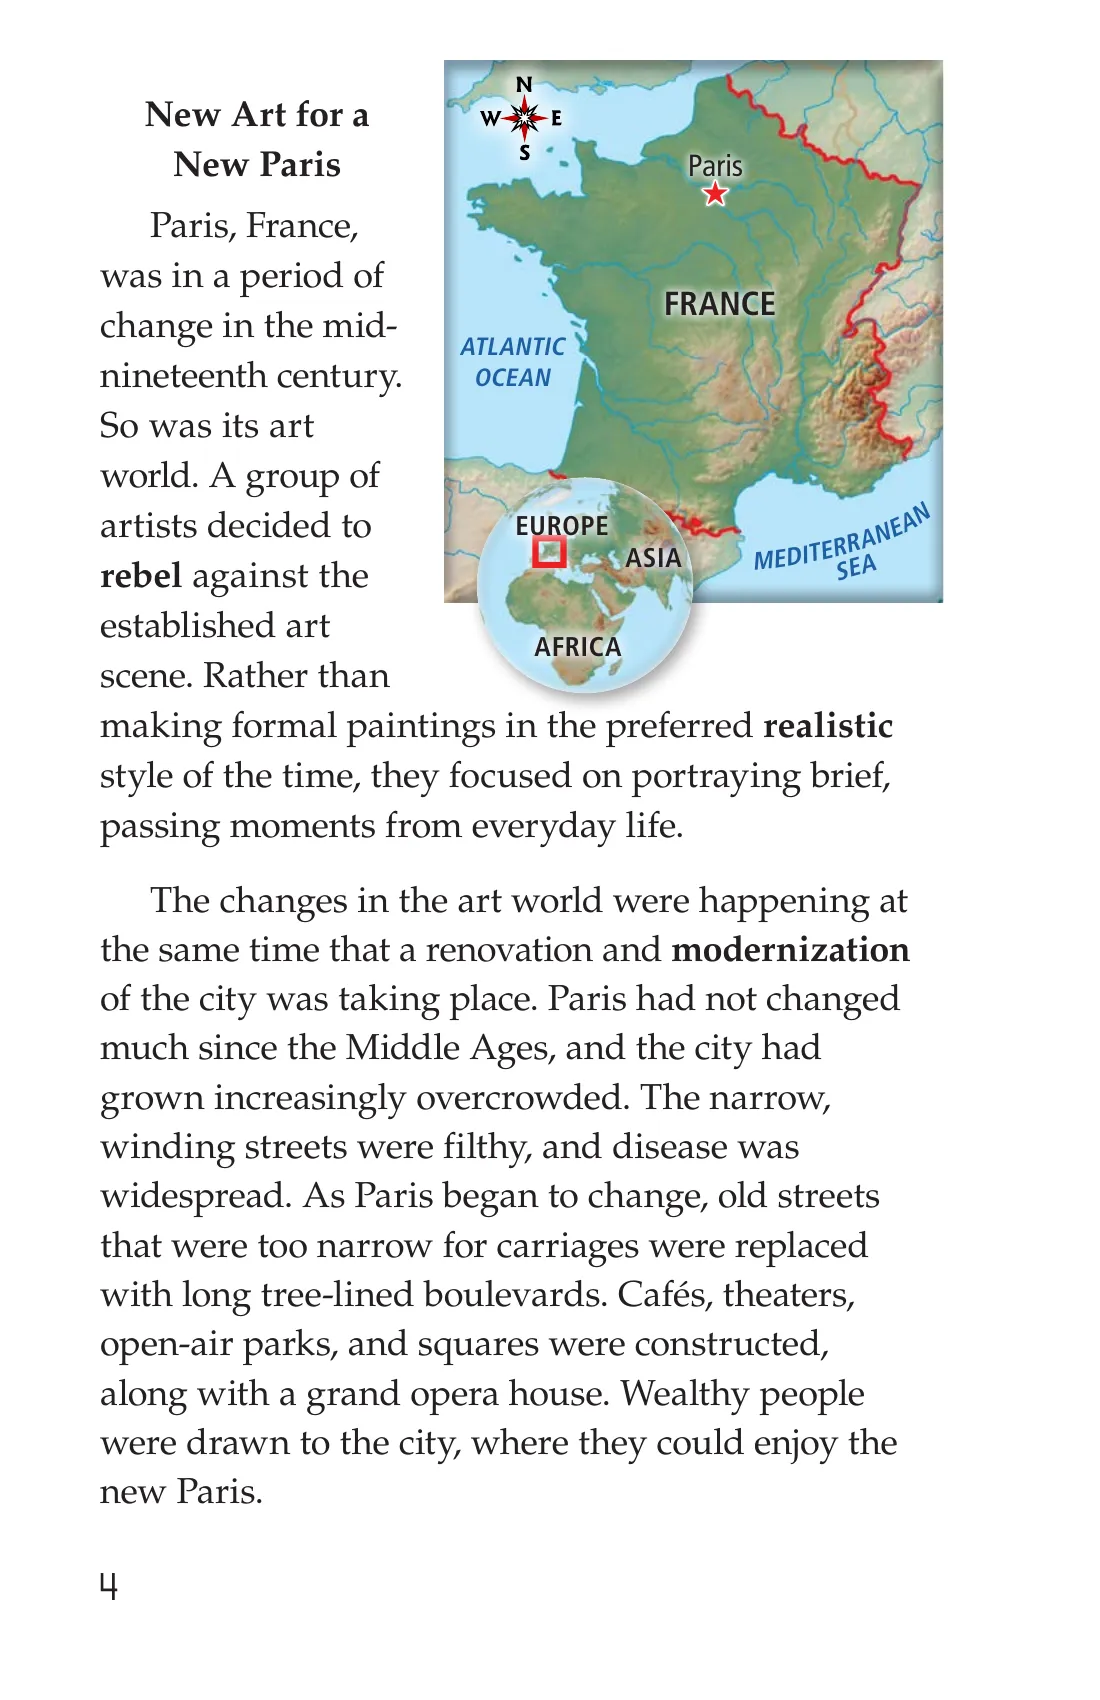 New Art for a
New Paris
Paris, France,
was in a period of
change in the mid-
nineteenth century.
So was its art
world. A group of
artists decided to
rebel against the
established art
scene. Rather than
making formal paintings in the preferred realistic
style of the time, they focused on portraying brief,
passing moments from everyday life.
N
W E
S
Paris
FRANCE
ATLANTIC
OCEAN
EUROPE
ASIA
AFRICA
MEDITERRANEAN
SEA
The changes in the art world were happening at
the same time that a renovation and modernization
of the city was taking place. Paris had not changed
much since the Middle Ages, and the city had
grown increasingly overcrowded. The narrow,
winding streets were filthy, and disease was
widespread. As Paris began to change, old streets
that were too narrow for carriages were replaced
with long tree-lined boulevards. Cafés, theaters,
open-air parks, and squares were constructed,
along with a grand opera house. Wealthy people
were drawn to the city, where they could enjoy the
new Paris.
4